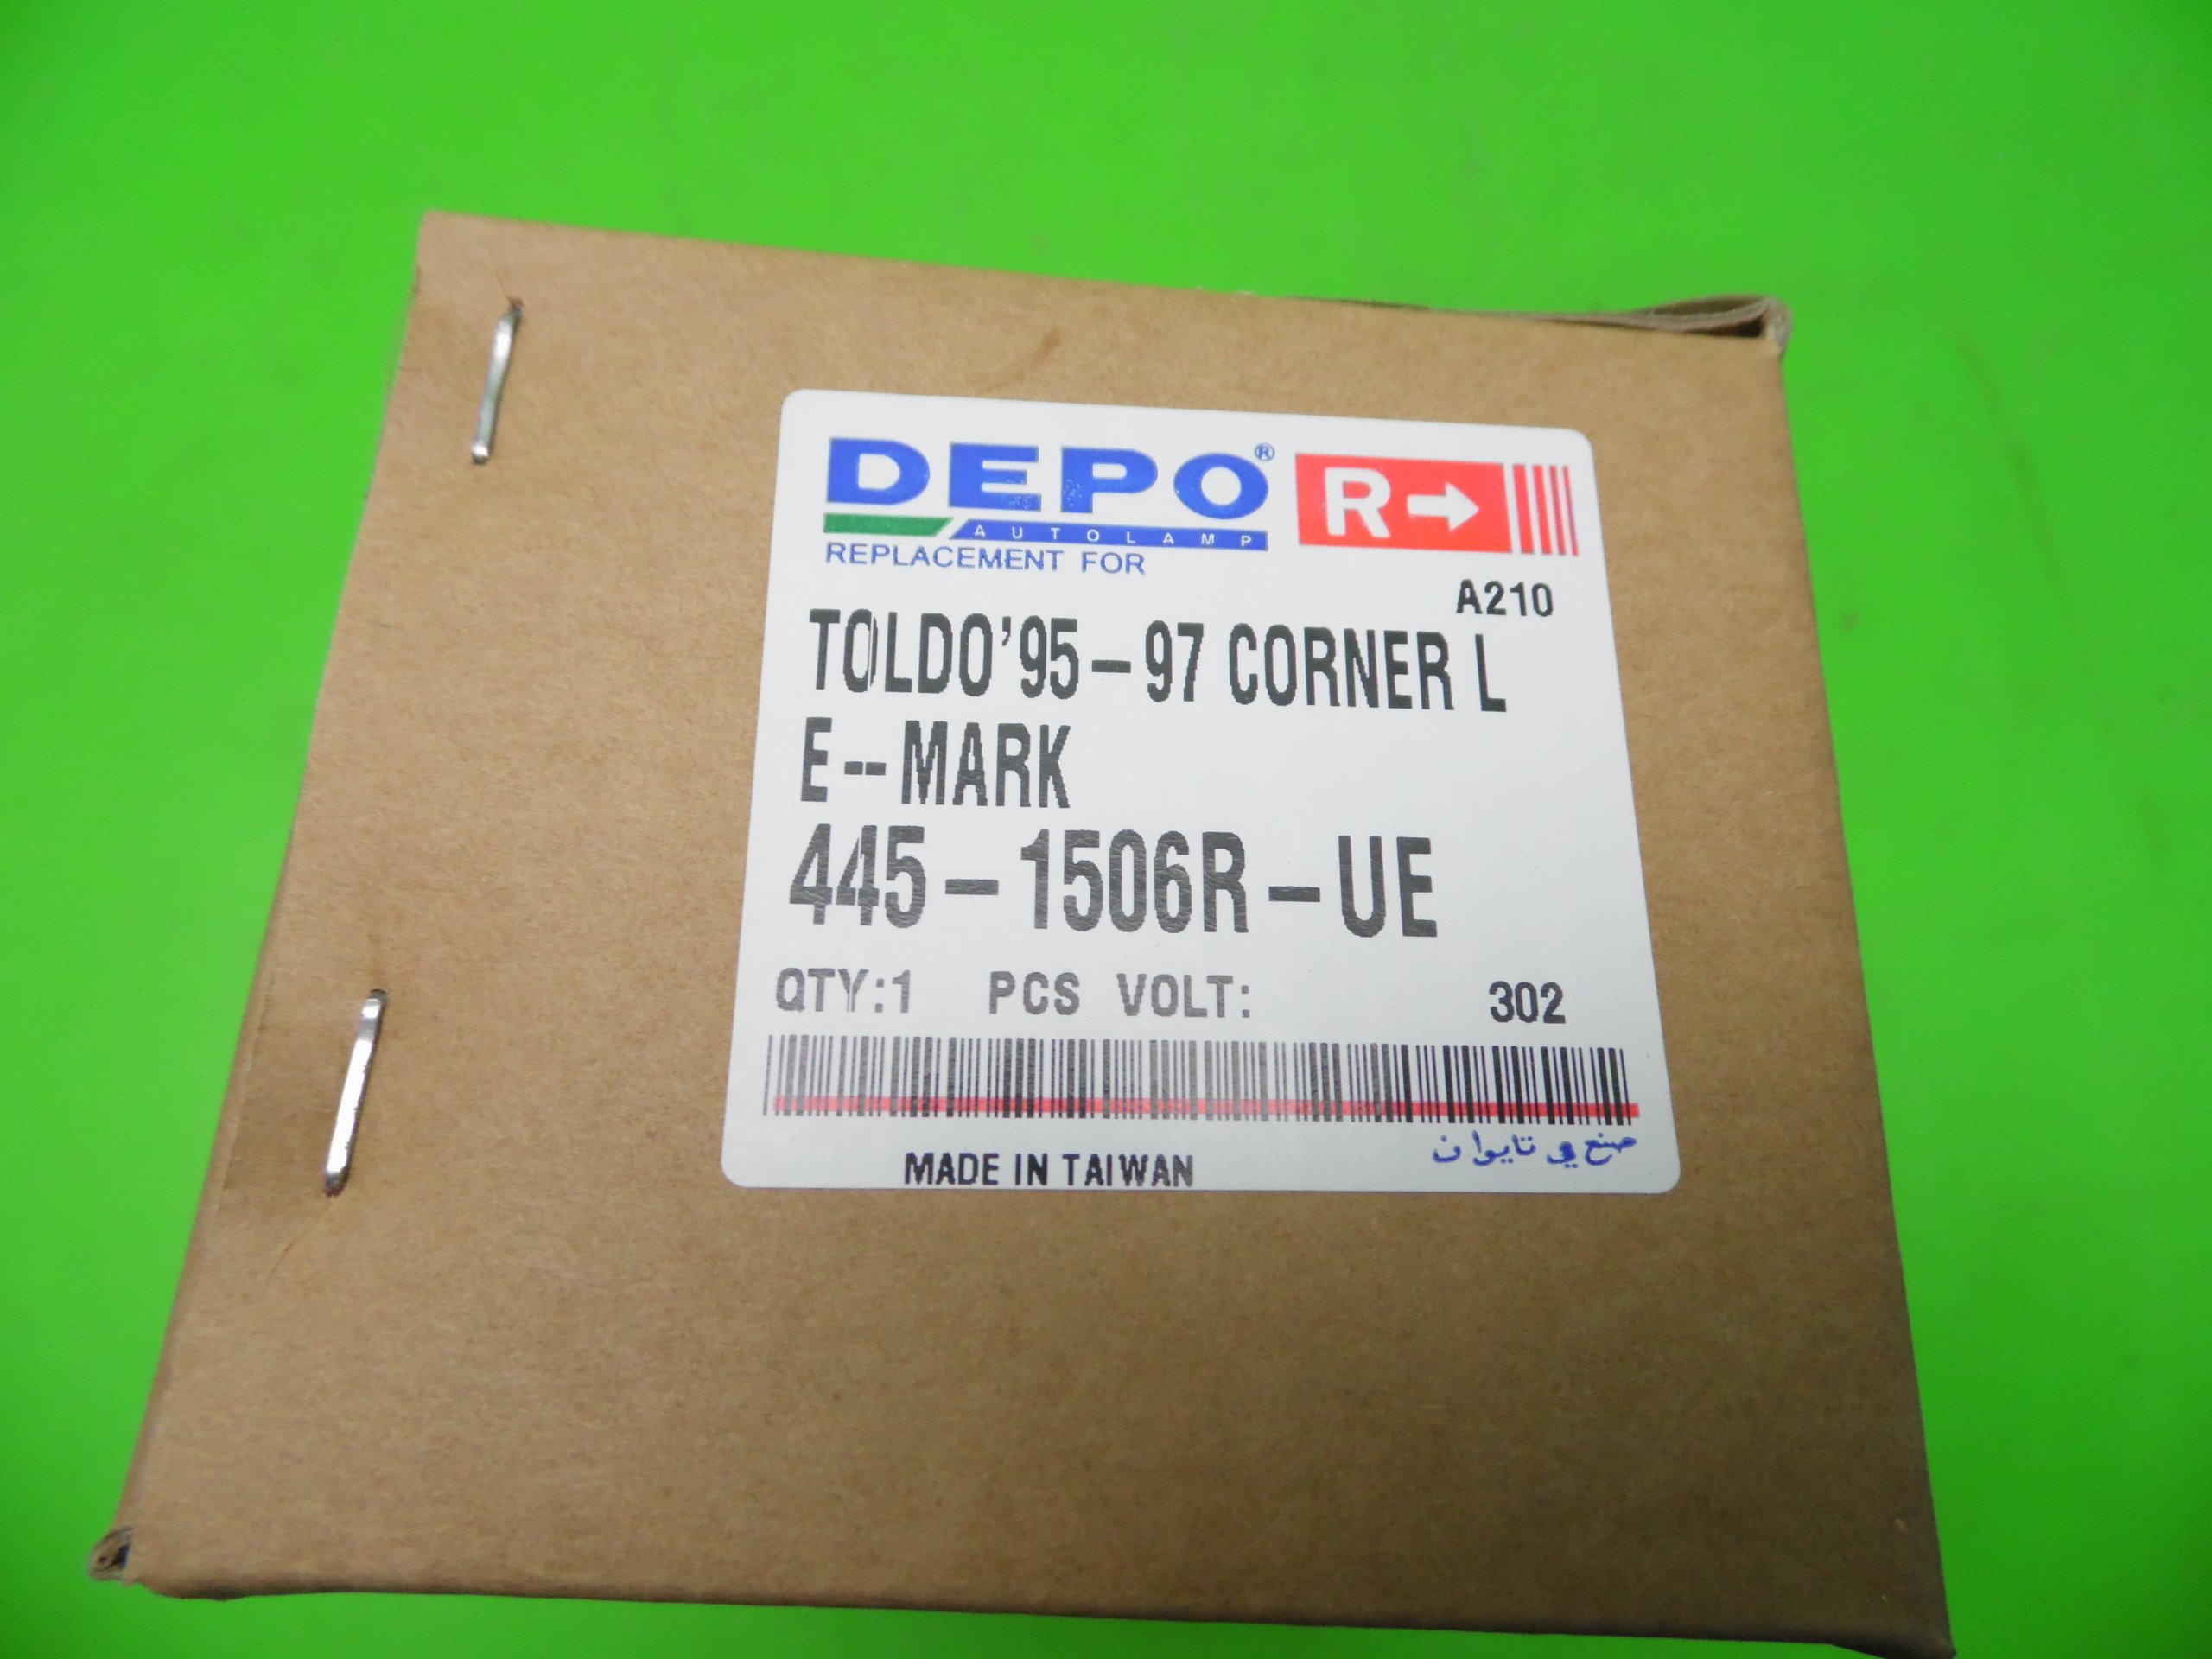 DEPO®
AUTOLAMP
R→
REPLACEMENT FOR
A210
TOLDO'95-97 CORNER L
E--MARK
445-1506R-UE
QTY:1 PCS VOLT: 302
MADE IN TAIWAN
صنع في تايوان